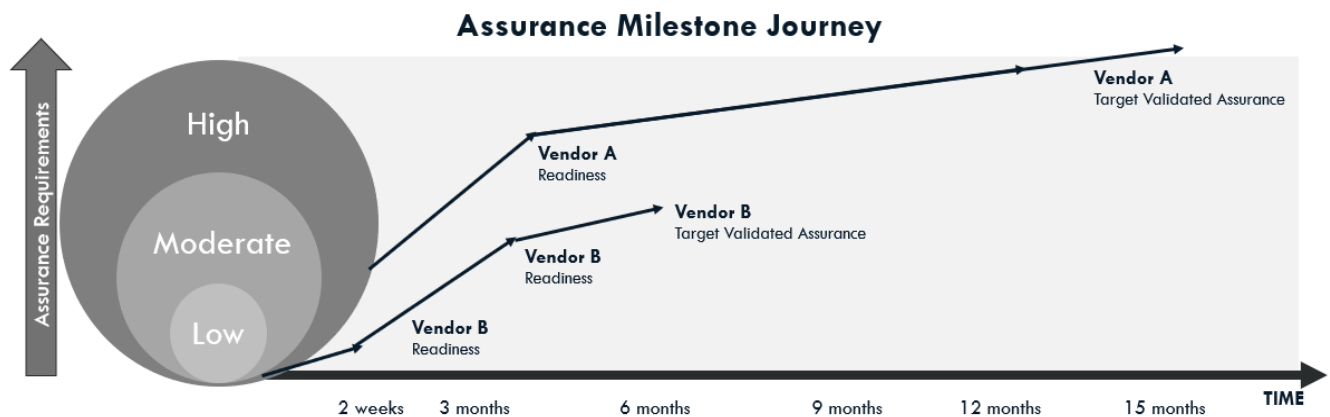 Assurance Milestone Journey
Assurance Requirements
High
Moderate
Low
Vendor A
Target Validated Assurance
Vendor A
Readiness
Vendor B
Target Validated Assurance
Vendor B
Readiness
Vendor B
Readiness
TIME
2 weeks
3 months
6 months
9 months
12 months
15 months